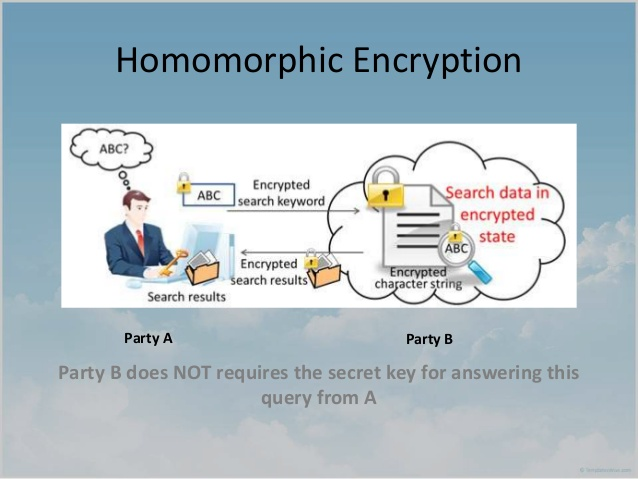 Homomorphic Encryption
ABC?
ABC
Encrypted
search keyword
Search data in
encrypted
state
ABC
Encrypted
search results
Encrypted
character string
Search results
Party A
Party B
Party B does NOT requires the secret key for answering this
query from A